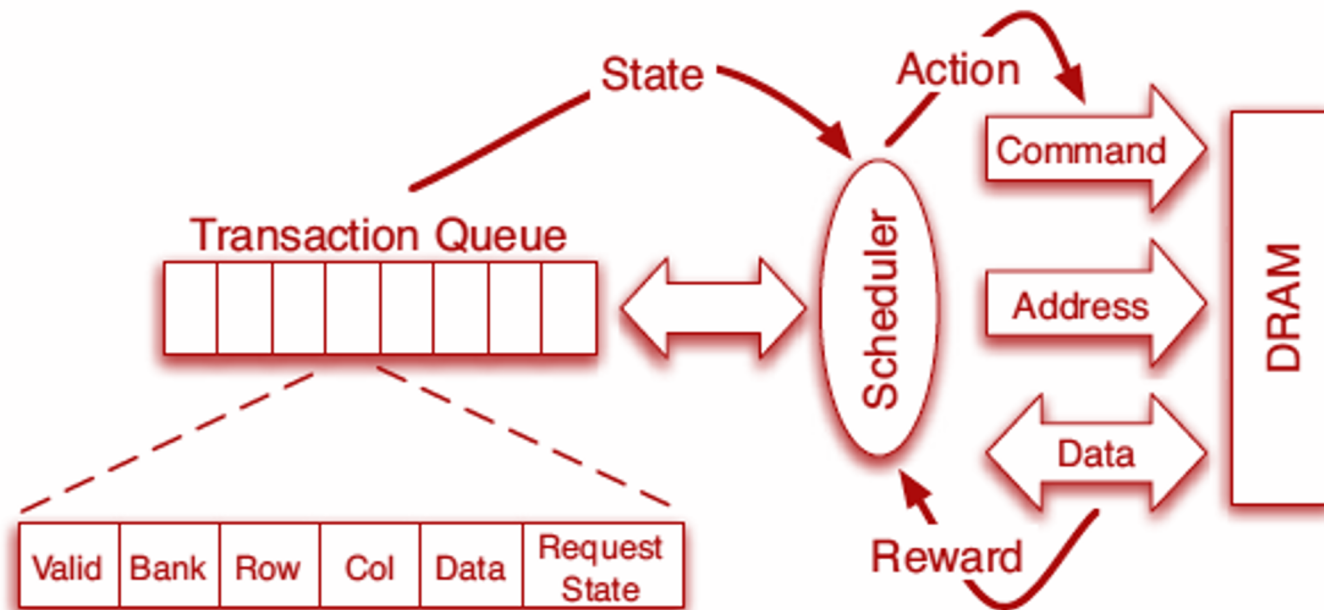 State
Action
Command
Transaction Queue
Scheduler
Address
DRAM
Data
Reward
Valid
Bank
Row
Col
Data
Request
State